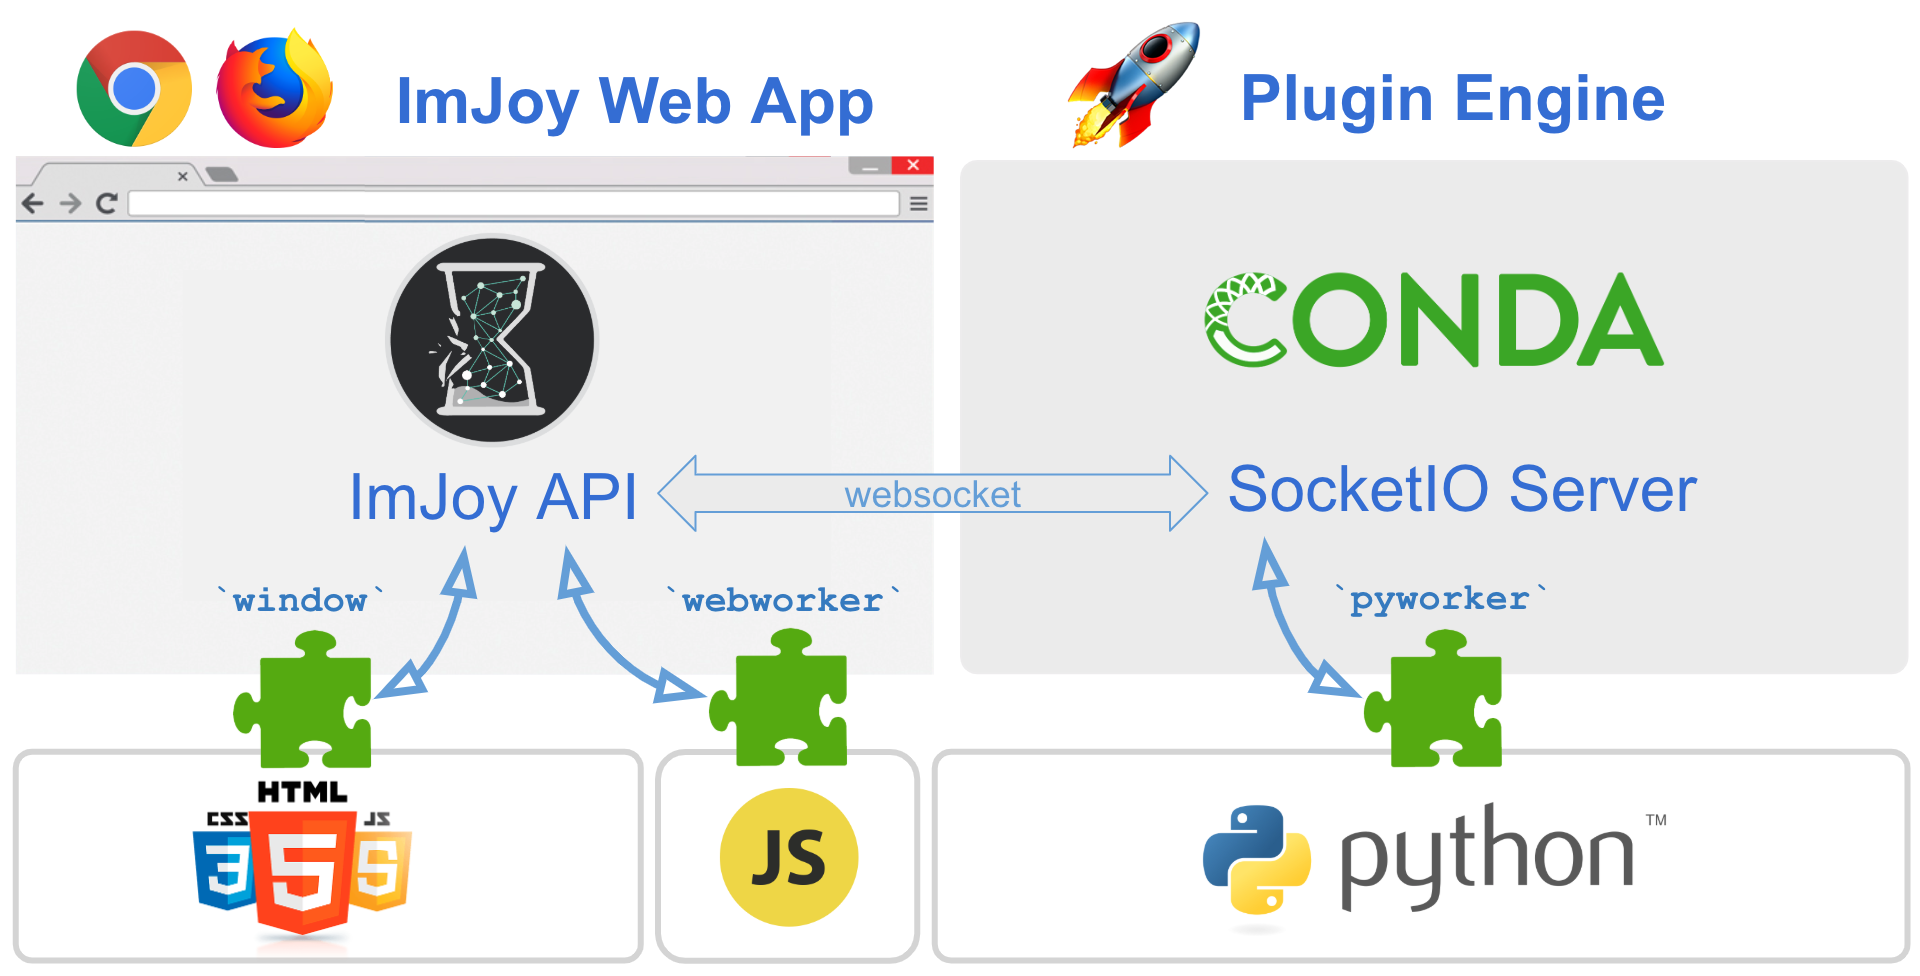 ImJoy Web App
Plugin Engine
CONDA
ImJoy API
websocket
SocketIO Server
`window`
`webworker`
`pyworker`
HTML
CSS
JS
3
5
5
JS
python™